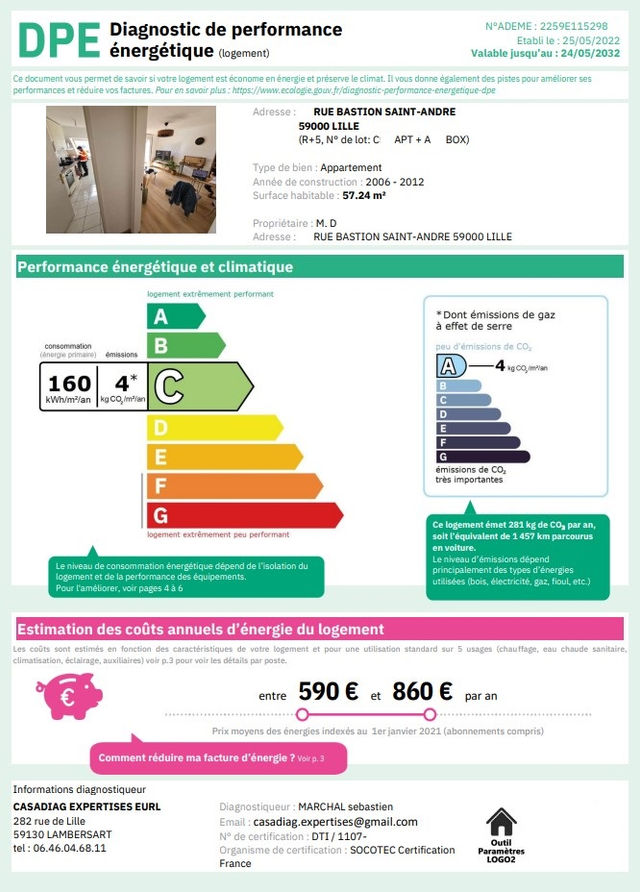 DPE
Diagnostic de performance
énergétique (logement)
N°ADEME : 2259E115298
Etabli le : 25/05/2022
Valable jusqu'au : 24/05/2032
Ce document vous permet de savoir si votre logement est économe en énergie et préserve le climat. Il vous donne également des pistes pour améliorer ses
performances et réduire vos factures. Pour en savoir plus : https://www.ecologie.gouv.fr/diagnostic-performance-energetique-dpe
Adresse : RUE BASTION SAINT-ANDRE
59000 LILLE
(R+5, N° de lot: C APT + A BOX)
Type de bien : Appartement
Année de construction : 2006 - 2012
Surface habitable : 57.24 m²
Propriétaire : M. D
Adresse : RUE BASTION SAINT-ANDRE 59000 LILLE
Performance énergétique et climatique
logement extrêmement performant
A
B
consommation
(énergie primaire)
émissions
160
kWh/m²/an
4*
kg CO₂/m²/an
C
D
E
F
G
logement extrêmement peu performant
Le niveau de consommation énergétique dépend de l'isolation du
logement et de la performance des équipements.
Pour l'améliorer, voir pages 4 à 6
*Dont émissions de gaz
à effet de serre
peu d'émissions de CO₂
A
4 kg CO₂/m²/an
B
C
D
E
F
G
émissions de CO₂
très importantes
Ce logement émet 281 kg de CO₂ par an,
soit l'équivalent de 1 457 km parcourus
en voiture.
Le niveau d'émissions dépend
principalement des types d'énergies
utilisées (bois, électricité, gaz, fioul, etc.)
Estimation des coûts annuels d'énergie du logement
Les coûts sont estimés en fonction des caractéristiques de votre logement et pour une utilisation standard sur 5 usages (chauffage, eau chaude sanitaire,
climatisation, éclairage, auxiliaires) voir p.3 pour voir les détails par poste.
€
entre 590 € et 860 € par an
Prix moyens des énergies indexés au 1er janvier 2021 (abonnements compris)
Comment réduire ma facture d'énergie ? Voir p. 3
Informations diagnostiqueur
CASADIAG EXPERTISES EURL
282 rue de Lille
59130 LAMBERSART
tel : 06.46.04.68.11
Diagnostiqueur : MARCHAL sebastien
Email : casadiag.expertises@gmail.com
N° de certification : DTI / 1107-
Organisme de certification : SOCOTEC Certification
France
Outil
Paramètres
LOGO2